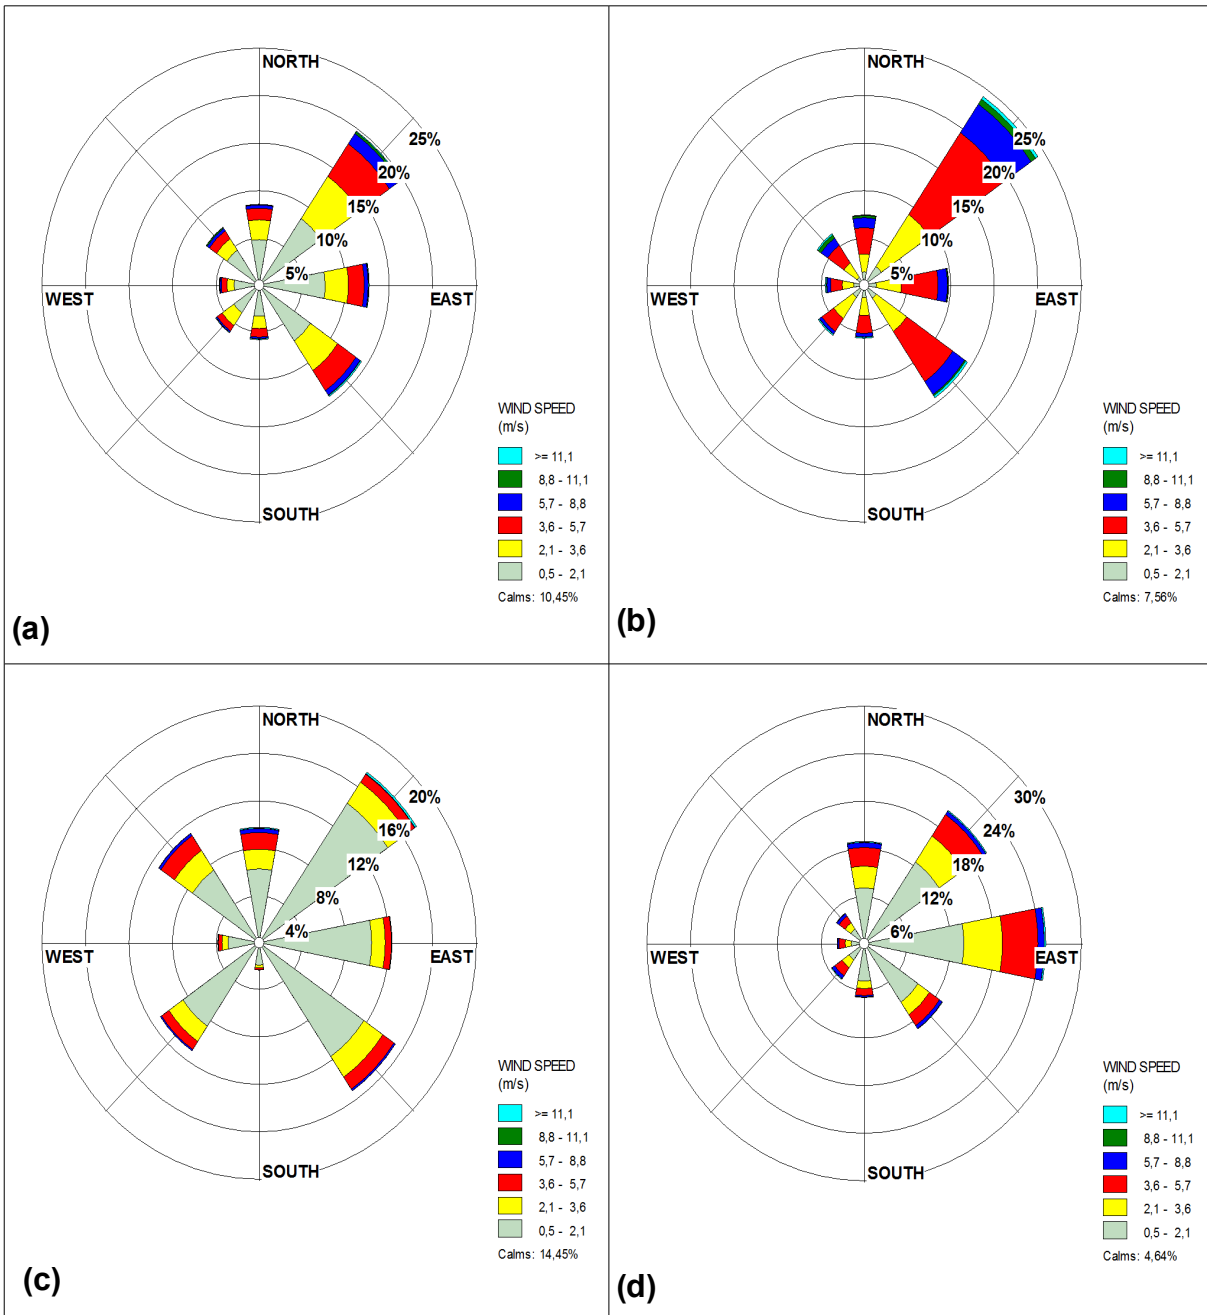 NORTH
25%
20%
15%
10%
5%
WEST
EAST
SOUTH
WIND SPEED
(m/s)
>= 11,1
8,8 - 11,1
5,7 - 8,8
3,6 - 5,7
2,1 - 3,6
0,5 - 2,1
Calms: 10,45%
(a)
NORTH
25%
20%
15%
10%
5%
WEST
EAST
SOUTH
WIND SPEED
(m/s)
>= 11,1
8,8 - 11,1
5,7 - 8,8
3,6 - 5,7
2,1 - 3,6
0,5 - 2,1
Calms: 7,56%
(b)
NORTH
20%
16%
12%
8%
4%
WEST
EAST
SOUTH
WIND SPEED
(m/s)
>= 11,1
8,8 - 11,1
5,7 - 8,8
3,6 - 5,7
2,1 - 3,6
0,5 - 2,1
Calms: 14,45%
(c)
NORTH
30%
24%
18%
12%
6%
WEST
EAST
SOUTH
WIND SPEED
(m/s)
>= 11,1
8,8 - 11,1
5,7 - 8,8
3,6 - 5,7
2,1 - 3,6
0,5 - 2,1
Calms: 4,64%
(d)